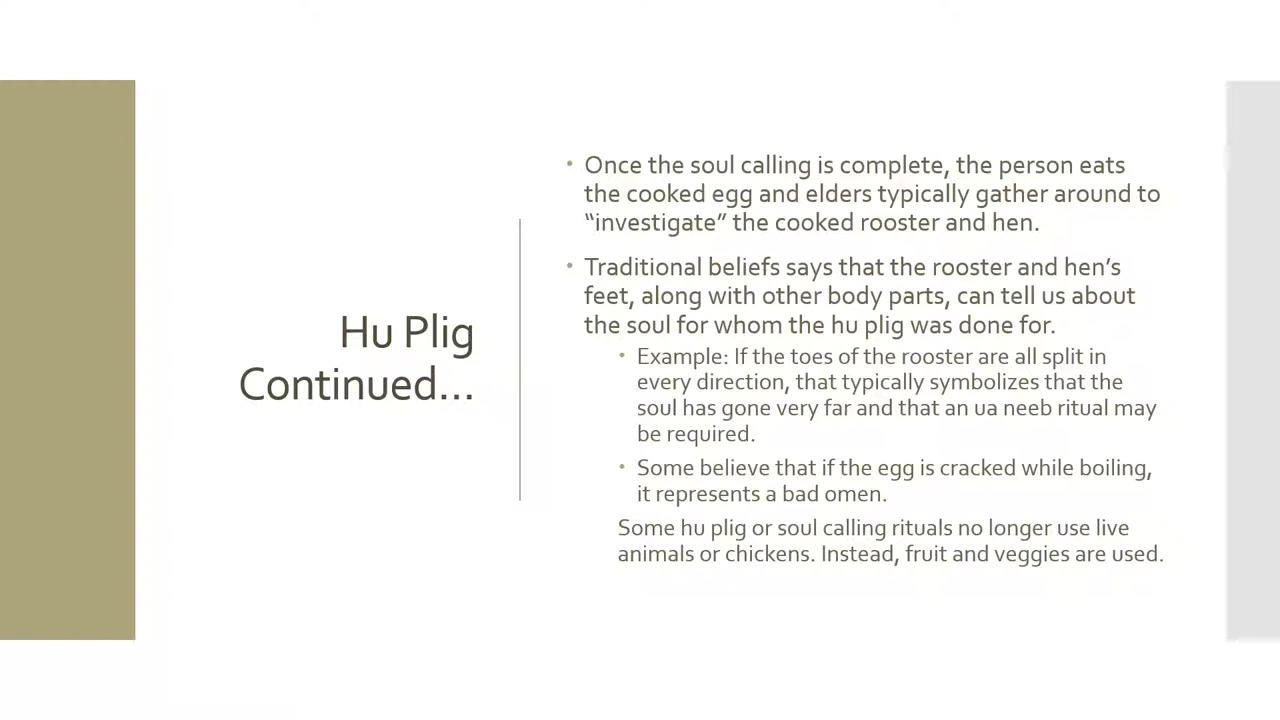 Hu Plig
Continued...
• Once the soul calling is complete, the person eats
the cooked egg and elders typically gather around to
“investigate” the cooked rooster and hen.
• Traditional beliefs says that the rooster and hen’s
feet, along with other body parts, can tell us about
the soul for whom the hu plig was done for.
• Example: If the toes of the rooster are all split in
every direction, that typically symbolizes that the
soul has gone very far and that an ua neeb ritual may
be required.
• Some believe that if the egg is cracked while boiling,
it represents a bad omen.
Some hu plig or soul calling rituals no longer use live
animals or chickens. Instead, fruit and veggies are used.